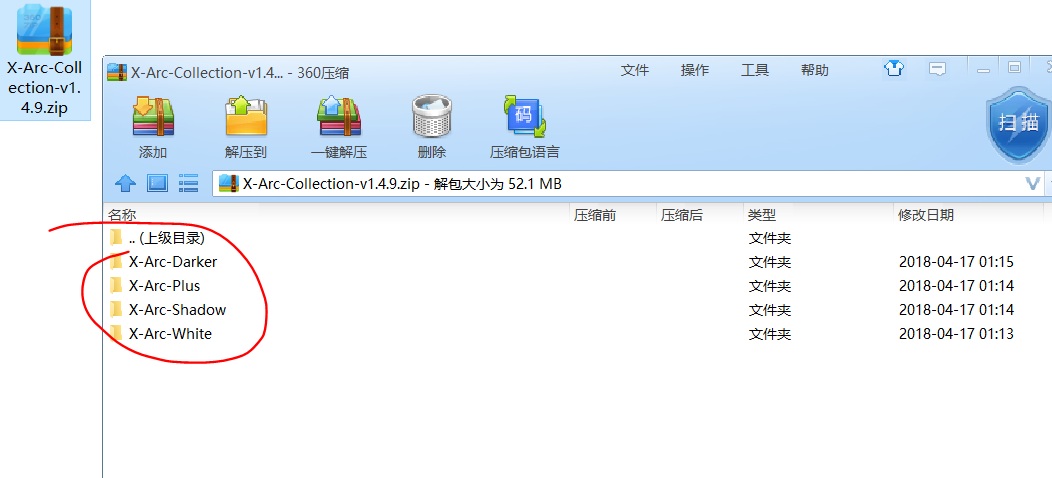 X-Arc-Coll
ection-v1.
4.9.zip
X-Arc-Collection-v1.4... - 360压缩
文件 操作 工具 帮助
添加 解压到 一键解压 删除 压缩包语言
码
扫描
X-Arc-Collection-v1.4.9.zip - 解包大小为 52.1 MB
名称 压缩前 压缩后 类型 修改日期
.. (上级目录) 文件夹
X-Arc-Darker 文件夹 2018-04-17 01:15
X-Arc-Plus 文件夹 2018-04-17 01:14
X-Arc-Shadow 文件夹 2018-04-17 01:14
X-Arc-White 文件夹 2018-04-17 01:13